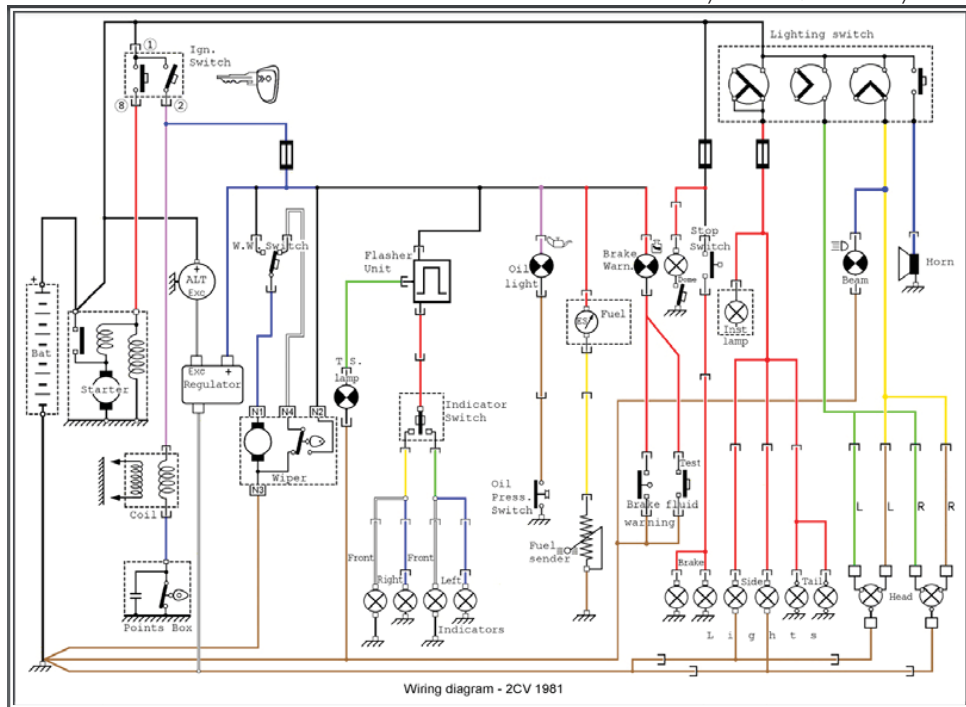 Lighting switch
1
Ign.
Switch
8
2
W.W. Switch
Flasher
Unit
Oil
light
Brake
Warn.
Stop
Switch
Dome
Beam
Horn
+
ALT
Exc
+
Bat
Starter
Exc +
Regulator
Fuel
Inst
lamp
T.S.
lamp
N1
N4
N2
Indicator
Switch
Wiper
N3
Coil
Oil
Press.
Switch
Test
Brake fluid
warning
Fuel
sender
L
L
R
R
Front
Right
Front
Left
Brake
Side
Tail
Head
Points Box
Indicators
Lights
Wiring diagram - 2CV 1981